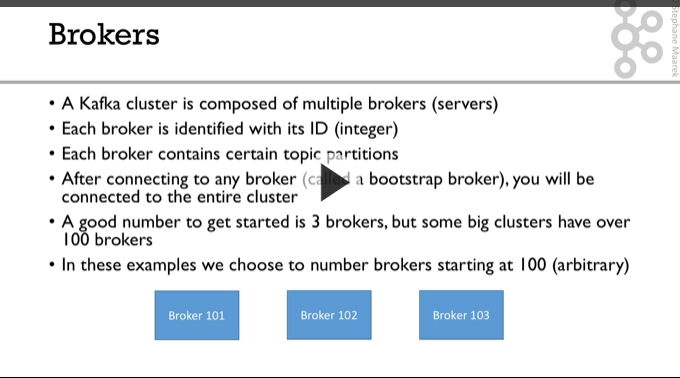 Brokers
Stephane Maarek
• A Kafka cluster is composed of multiple brokers (servers)
• Each broker is identified with its ID (integer)
• Each broker contains certain topic partitions
• After connecting to any broker (called a bootstrap broker), you will be
connected to the entire cluster
• A good number to get started is 3 brokers, but some big clusters have over
100 brokers
• In these examples we choose to number brokers starting at 100 (arbitrary)
Broker 101
Broker 102
Broker 103